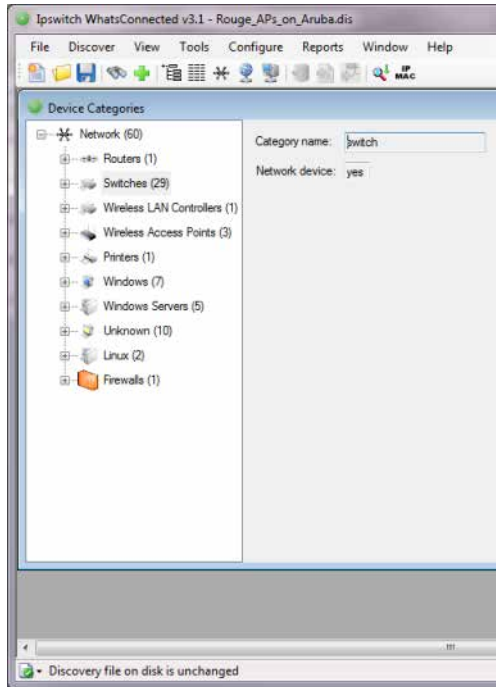 Ipswitch WhatsConnected v3.1 - Rouge_APs_on_Aruba.dis
File Discover View Tools Configure Reports Window Help
IP
MAC
Device Categories
Network (60)
Routers (1)
Switches (29)
Wireless LAN Controllers (1)
Wireless Access Points (3)
Printers (1)
Windows (7)
Windows Servers (5)
Unknown (10)
Linux (2)
Firewalls (1)
Category name: switch
Network device: yes
Discovery file on disk is unchanged